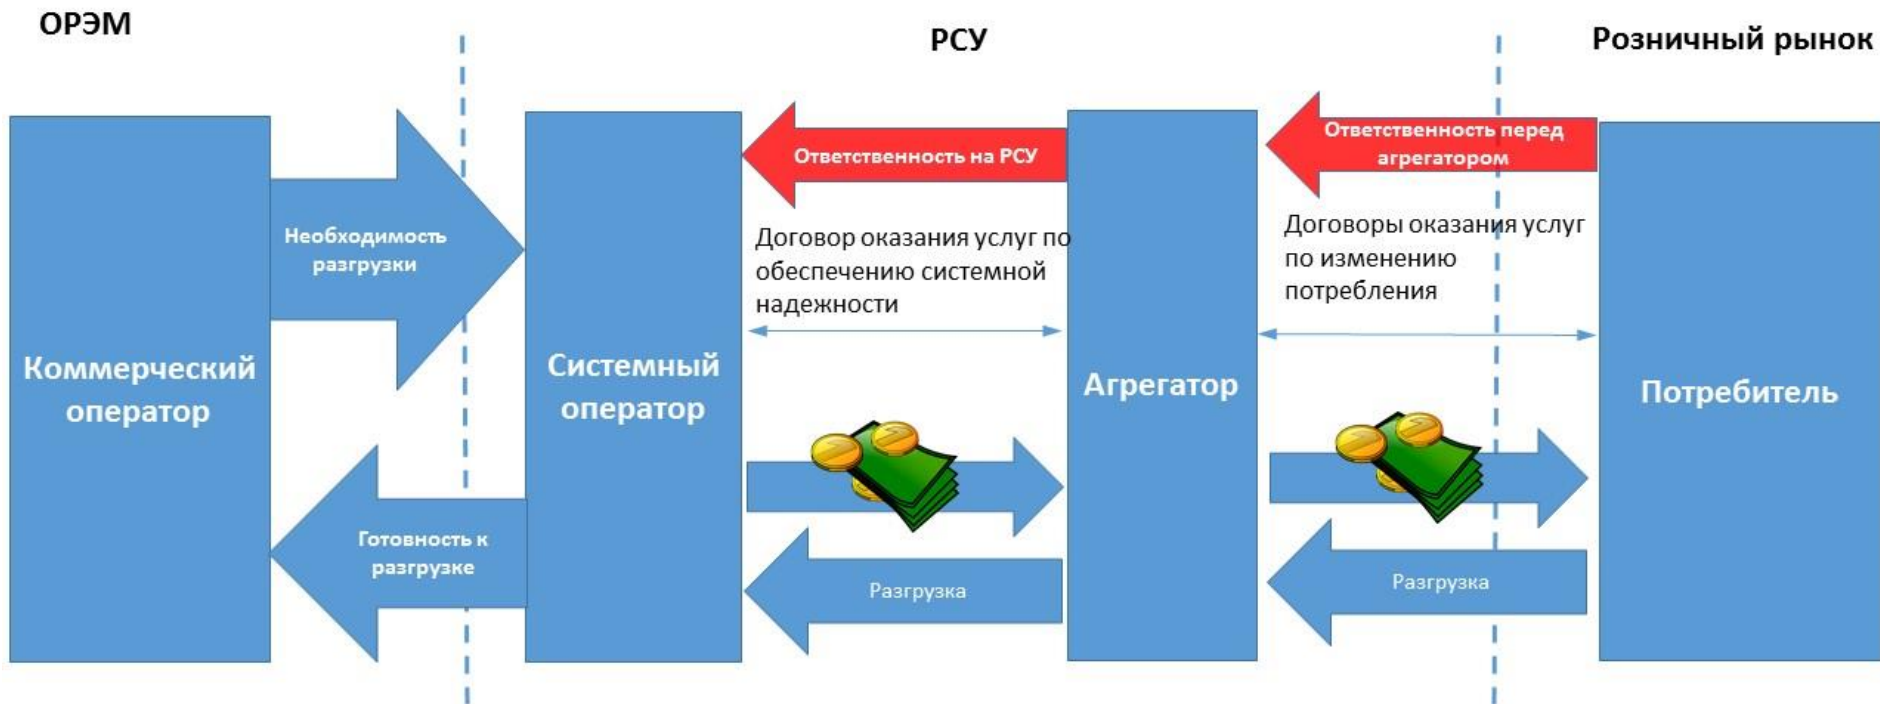 ОРЭМ
РСУ
Розничный рынок
Коммерческий
оператор
Необходимость
разгрузки
Готовность к
разгрузке
Системный
оператор
Ответственность на РСУ
Договор оказания услуг по
обеспечению системной
надежности
Разгрузка
Агрегатор
Ответственность перед
агрегатором
Договоры оказания услуг
по изменению
потребления
Разгрузка
Потребитель